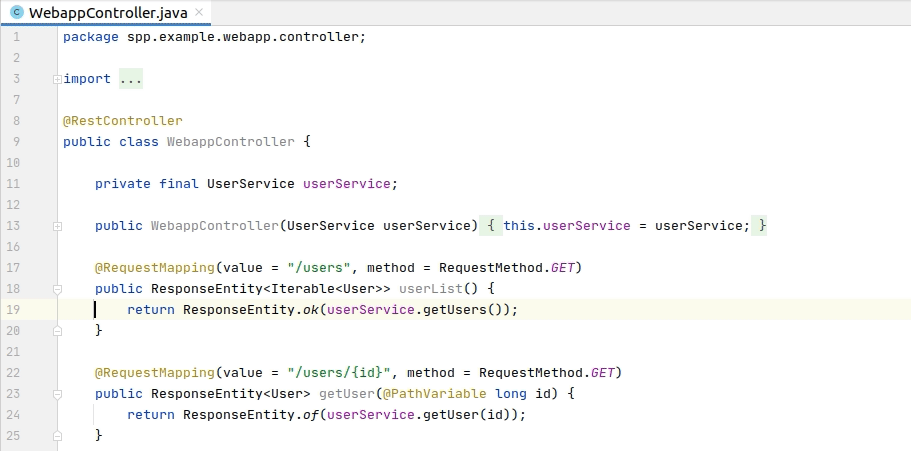 WebappController.java
1 package spp.example.webapp.controller;
2
3 import ...
7
8 @RestController
9 public class WebappController {
10
11     private final UserService userService;
12
13     public WebappController(UserService userService) { this.userService = userService; }
16
17     @RequestMapping(value = "/users", method = RequestMethod.GET)
18     public ResponseEntity<Iterable<User>> userList() {
19         return ResponseEntity.ok(userService.getUsers());
20     }
21
22     @RequestMapping(value = "/users/{id}", method = RequestMethod.GET)
23     public ResponseEntity<User> getUser(@PathVariable long id) {
24         return ResponseEntity.of(userService.getUser(id));
25     }